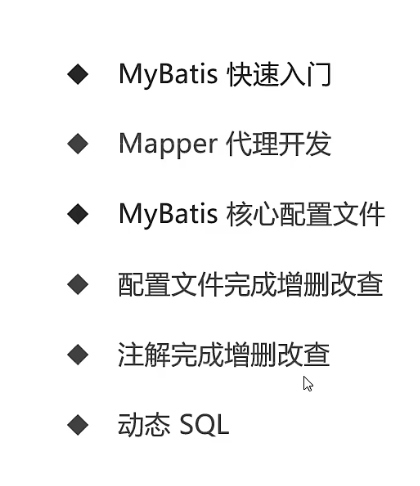 MyBatis 快速入门
Mapper 代理开发
MyBatis 核心配置文件
配置文件完成增删改查
注解完成增删改查
动态 SQL